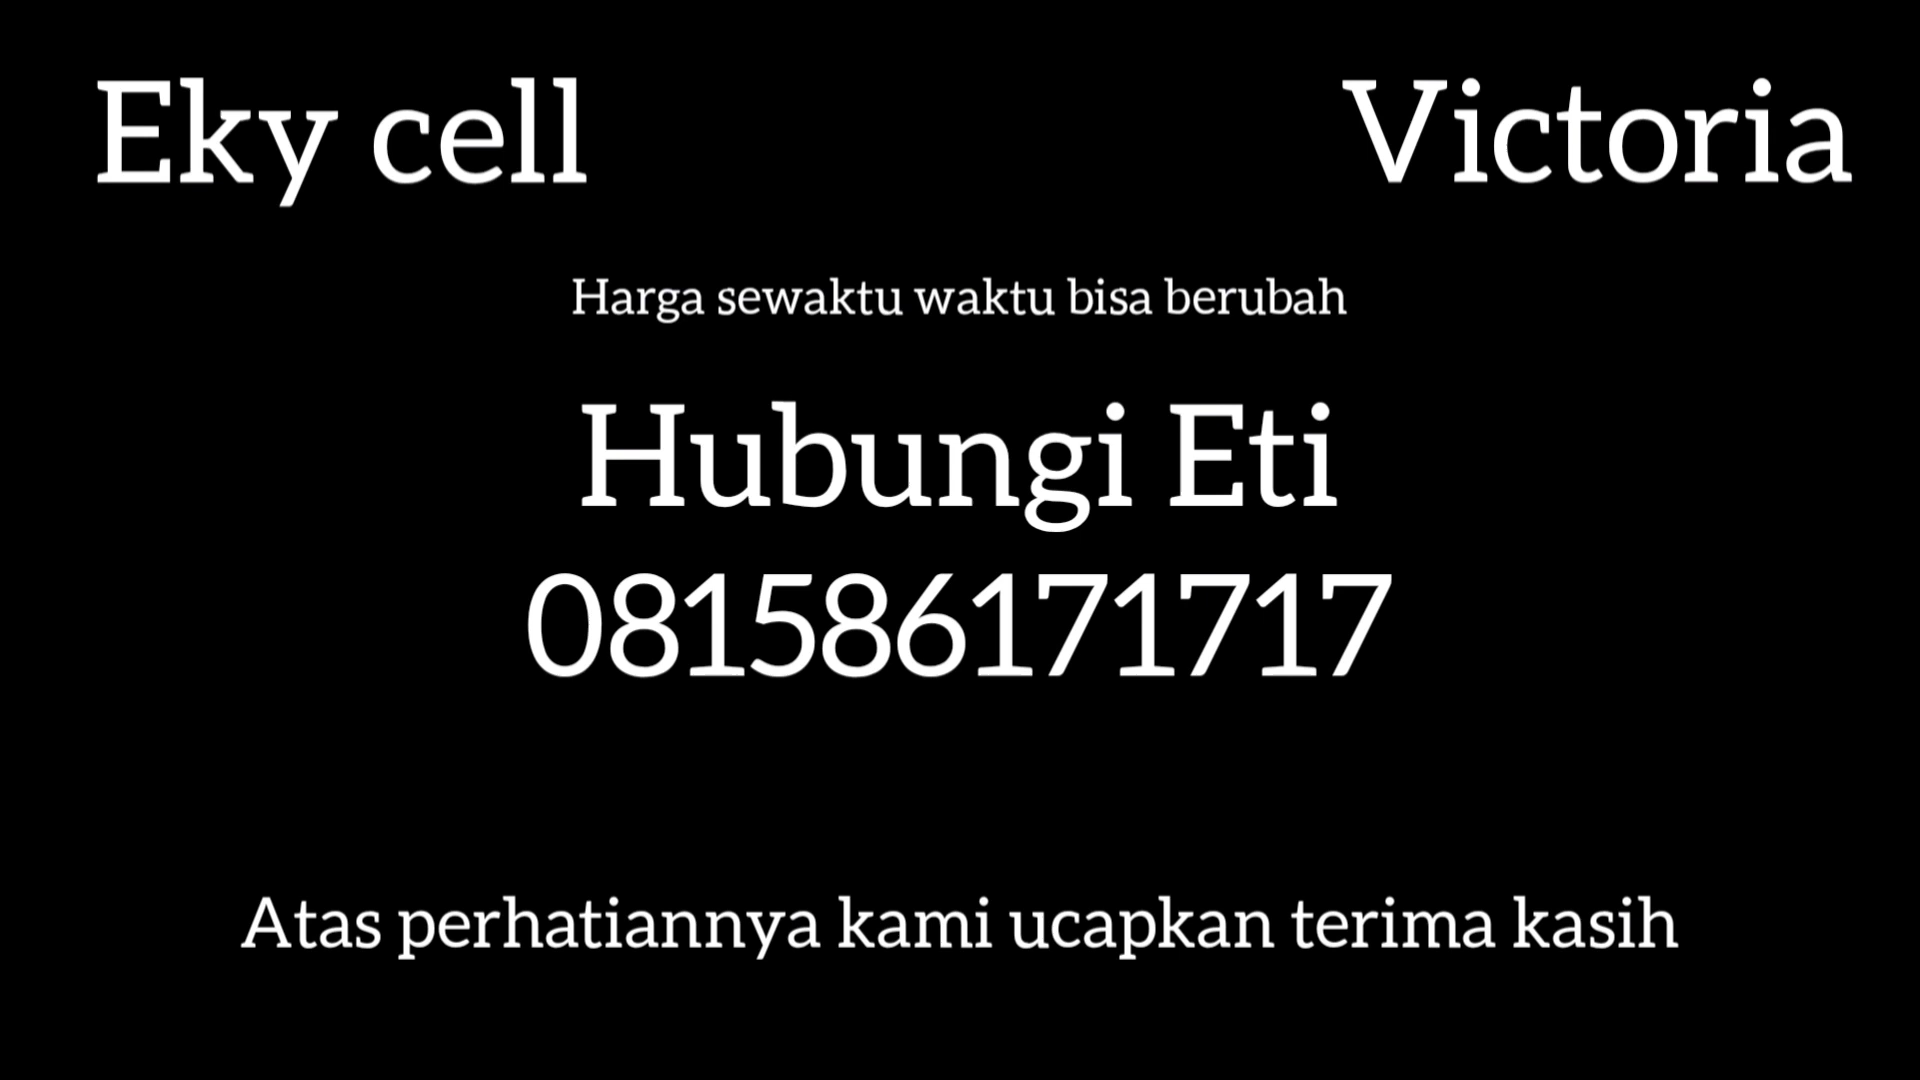 Eky cell
Victoria
Harga sewaktu waktu bisa berubah
Hubungi Eti
081586171717
Atas perhatiannya kami ucapkan terima kasih